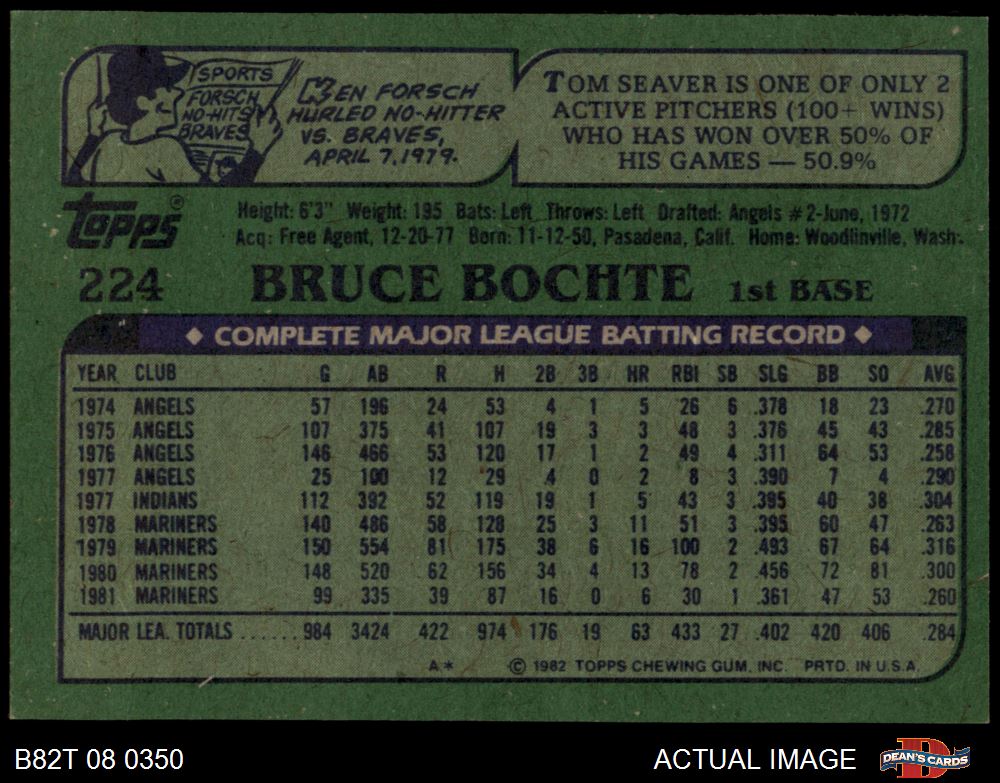 SPORTS
FORSCH
NO-HITS
BRAVES
KEN FORSCH
HURLED NO-HITTER
VS. BRAVES,
APRIL 7, 1979.
TOM SEAVER IS ONE OF ONLY 2
ACTIVE PITCHERS (100+ WINS)
WHO HAS WON OVER 50% OF
HIS GAMES — 50.9%
TOPPS®
Height: 6'3" Weight: 195 Bats: Left Throws: Left Drafted: Angels #2-June, 1972
Acq: Free Agent, 12-20-77 Born: 11-12-50, Pasadena, Calif. Home: Woodlinville, Wash.
224 BRUCE BOCHTE 1st BASE
◆ COMPLETE MAJOR LEAGUE BATTING RECORD ◆
YEAR CLUB G AB R H 2B 3B HR RBI SB SLG BB SO AVG
1974 ANGELS 57 196 24 53 4 1 5 26 6 .378 18 23 .270
1975 ANGELS 107 375 41 107 19 3 3 48 3 .376 45 43 .285
1976 ANGELS 146 466 53 120 17 1 2 49 4 .311 64 53 .258
1977 ANGELS 25 100 12 29 4 0 2 8 3 .390 7 4 .290
1977 INDIANS 112 392 52 119 19 1 5 43 3 .395 40 38 .304
1978 MARINERS 140 486 58 128 25 3 11 51 3 .395 60 47 .263
1979 MARINERS 150 554 81 175 38 6 16 100 2 .493 67 64 .316
1980 MARINERS 148 520 62 156 34 4 13 78 2 .456 72 81 .300
1981 MARINERS 99 335 39 87 16 0 6 30 1 .361 47 53 .260
MAJOR LEA. TOTALS ...... 984 3424 422 974 176 19 63 433 27 .402 420 406 .284
A* © 1982 TOPPS CHEWING GUM, INC. PRTD. IN U.S.A.
B82T 08 0350 ACTUAL IMAGE DEAN'S CARDS